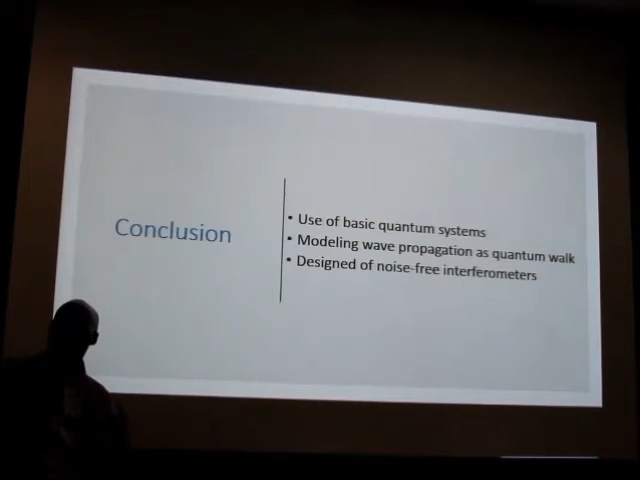 Conclusion
• Use of basic quantum systems
• Modeling wave propagation as quantum walk
• Designed of noise-free interferometers